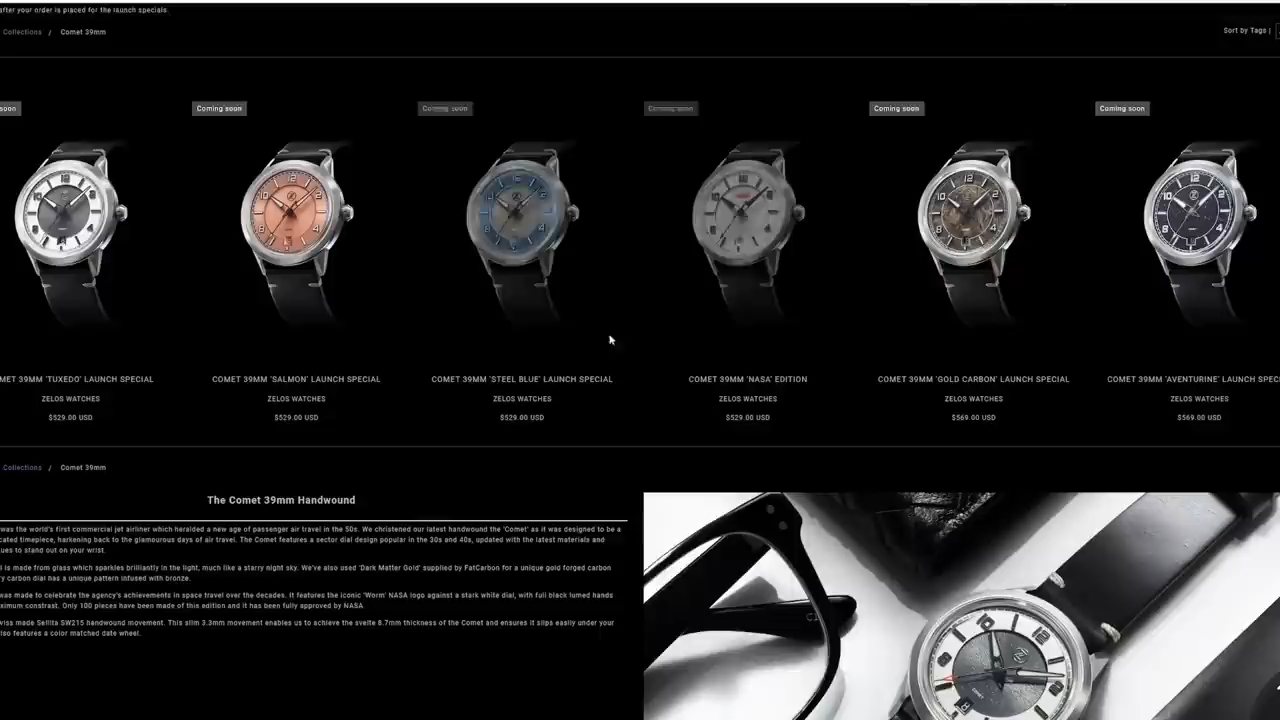 after your order is placed for the launch specials.
Collections / Comet 39mm
Sort by Tags |
soon
Coming soon
Coming soon
Coming soon
Coming soon
Coming soon
MET 39MM 'TUXEDO' LAUNCH SPECIAL
COMET 39MM 'SALMON' LAUNCH SPECIAL
COMET 39MM 'STEEL BLUE' LAUNCH SPECIAL
COMET 39MM 'NASA' EDITION
COMET 39MM 'GOLD CARBON' LAUNCH SPECIAL
COMET 39MM 'AVENTURINE' LAUNCH SPEC
ZELOS WATCHES
ZELOS WATCHES
ZELOS WATCHES
ZELOS WATCHES
ZELOS WATCHES
ZELOS WATCHES
$529.00 USD
$529.00 USD
$529.00 USD
$529.00 USD
$569.00 USD
$569.00 USD
Collections / Comet 39mm
The Comet 39mm Handwound
was the world's first commercial jet airliner which heralded a new age of passenger air travel in the 50s. We christened our latest handwound the 'Comet' as it was designed to be a
cated timepiece, harkening back to the glamourous days of air travel. The Comet features a sector dial design popular in the 30s and 40s, updated with the latest materials and
ues to stand out on your wrist.
l is made from glass which sparkles brilliantly in the light, much like a starry night sky. We've also used 'Dark Matter Gold' supplied by FatCarbon for a unique gold forged carbon
ry carbon dial has a unique pattern infused with bronze.
was made to celebrate the agency's achievements in space travel over the decades. It features the iconic 'Worm' NASA logo against a stark white dial, with full black lumed hands
ximum constrast. Only 100 pieces have been made of this edition and it has been fully approved by NASA.
wiss made Sellita SW215 handwound movement. This slim 3.3mm movement enables us to achieve the svelte 8.7mm thickness of the Comet and ensures it slips easily under your
lso features a color matched date wheel.